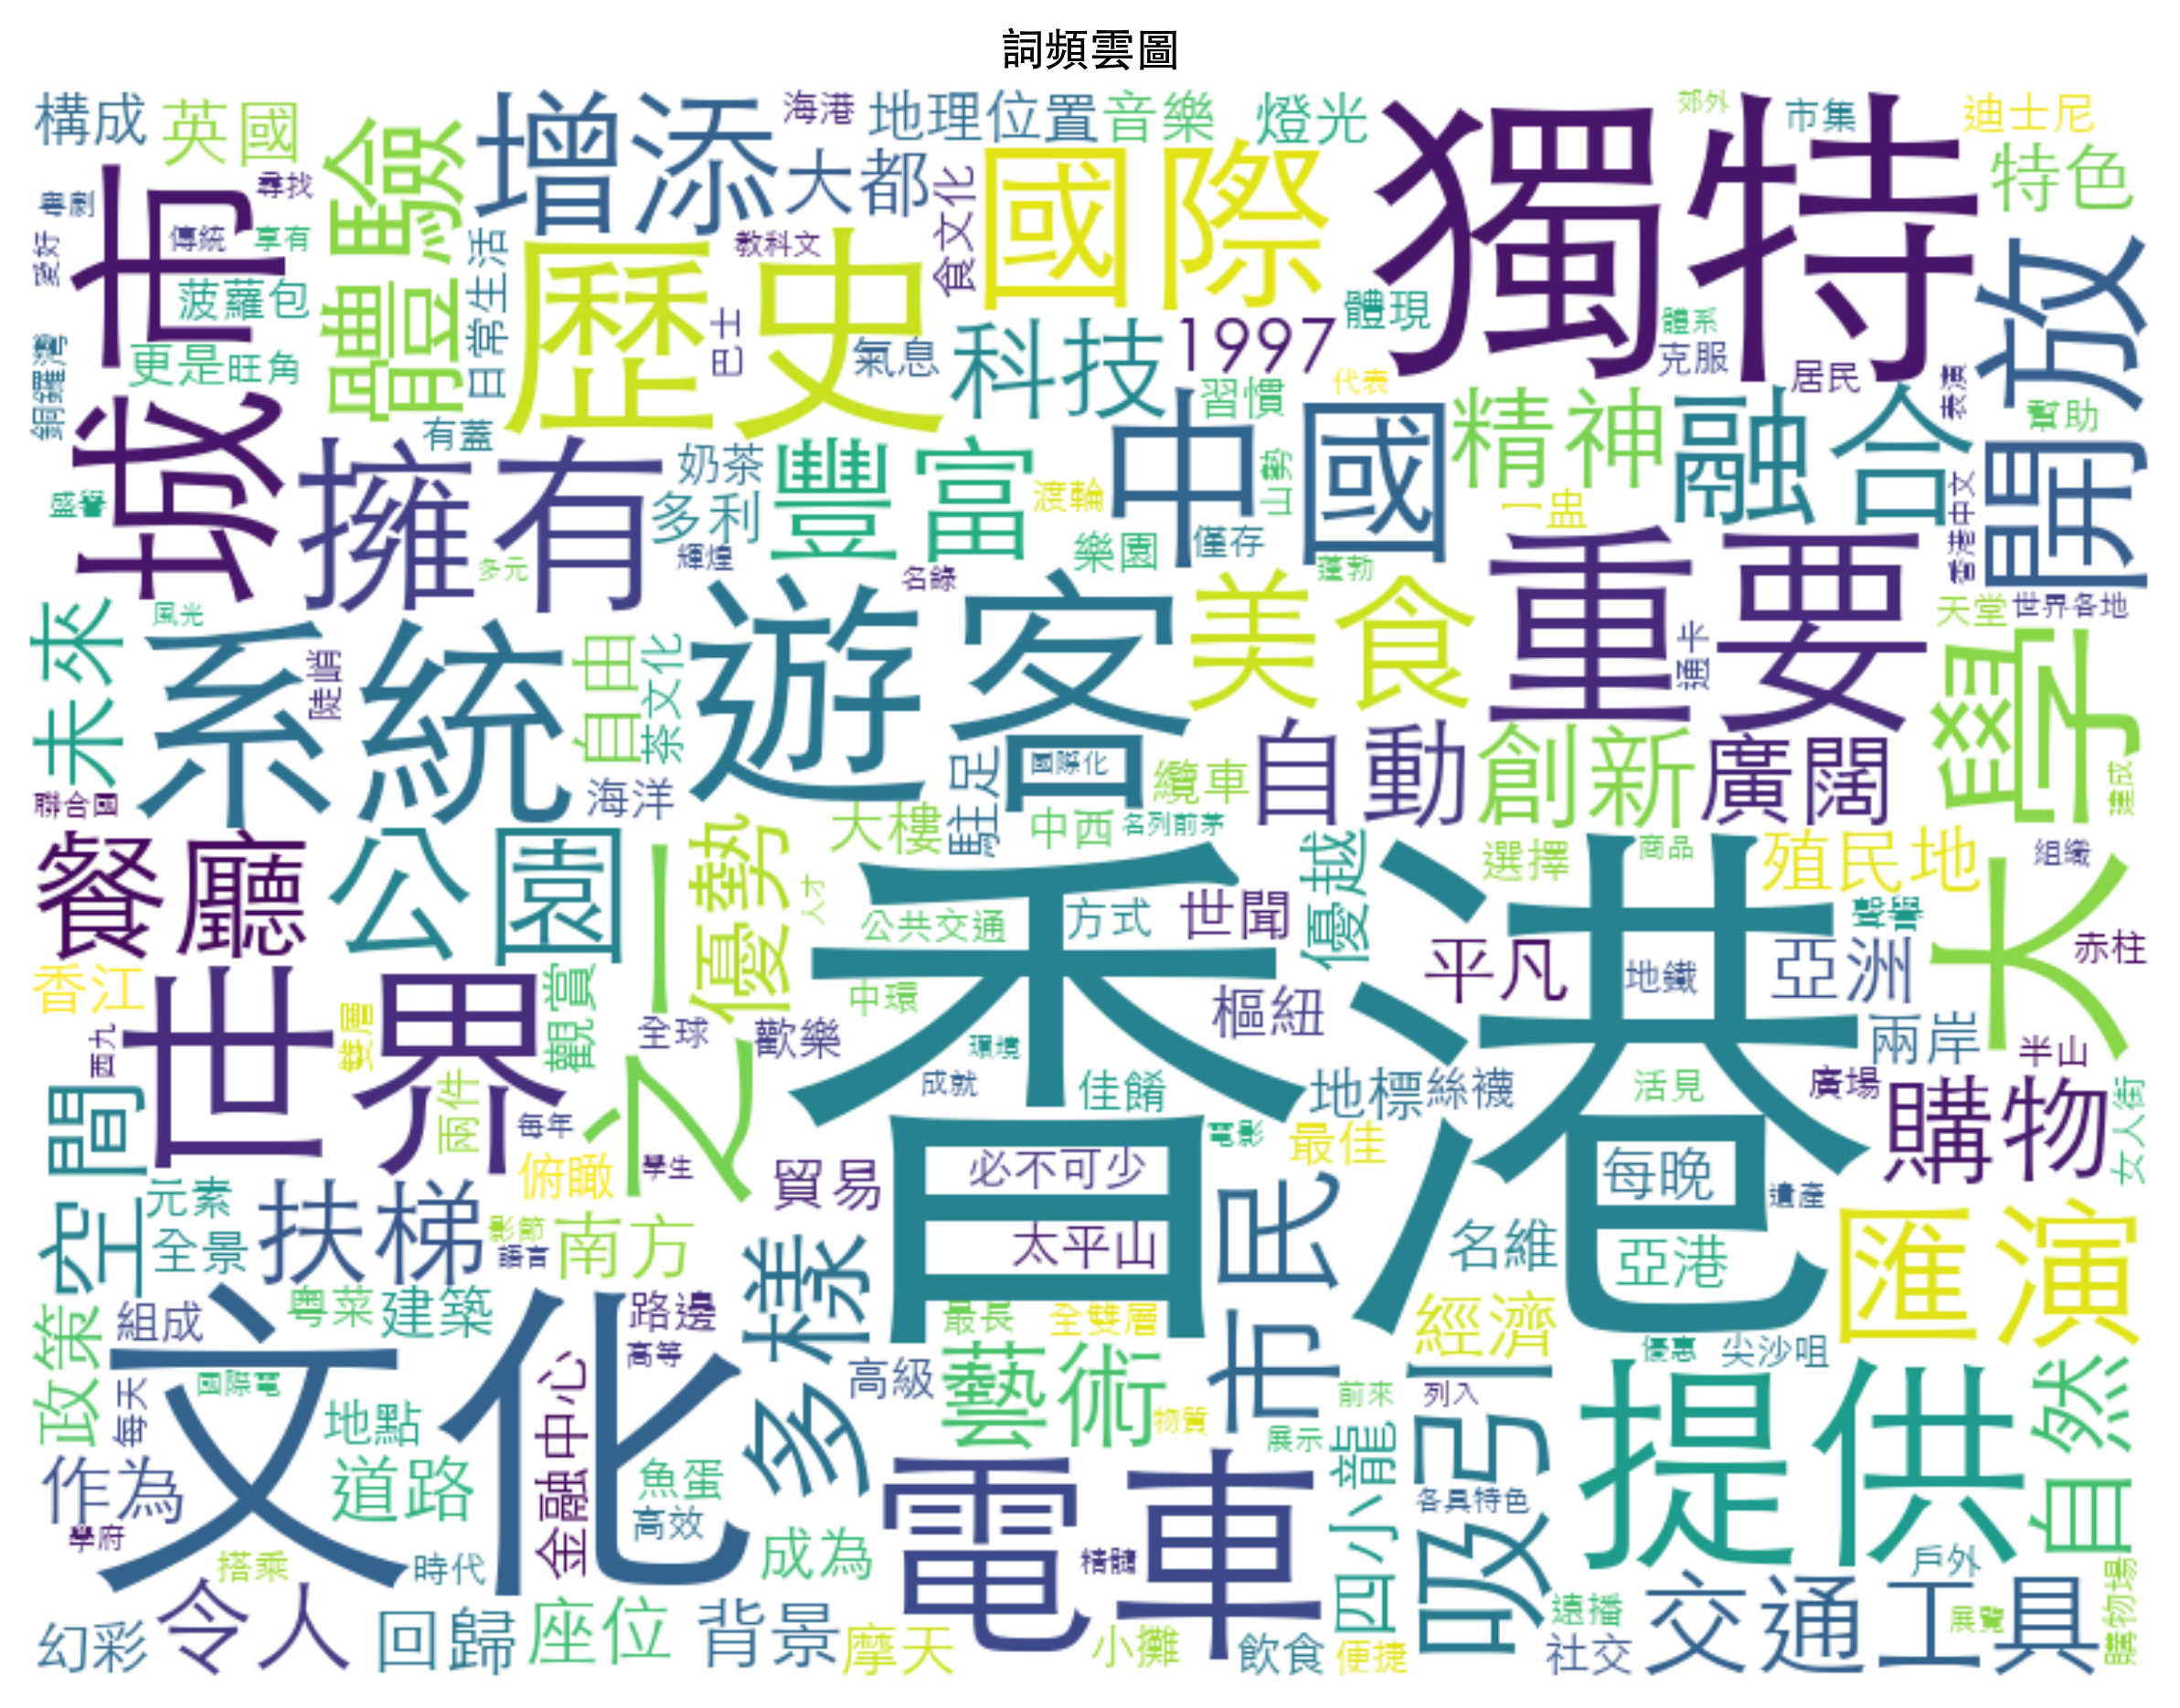 詞頻雲圖
構成
英國
體驗
增添
海港
地理位置
音樂
燈光
獨特
郊外
市集
迪士尼
城市
尋找
大都
食文化
國際
特色
粵劇
傳統
享有
日常生活
歷史
教科文
開放
愛好
菠蘿包
巴士
氣息
科技
1997
體現
體系
克服
居民
銅鑼灣
更是
旺角
有蓋
習慣
代表
表演
幫助
盛譽
擁有
奶茶
多利
輝煌
多元
豐富
渡輪
樂園
名錄
中國
山勢
僅存
蓬勃
精神
一盅
融合
香港中文
世界各地
天堂
未來
風光
系統
陡峭
自由
茶文化
遊客
美食
重要
通卡
大學
聯合國
海洋
駐足
國際化
纜車
自動
創新
廣闊
建成
餐廳
公園
之一
優勢
大樓
中西
名列前茅
人才
公共交通
方式
世聞
優越
選擇
商品
殖民地
組織
香江
世界
西九
雙層
觀賞
全球
歡樂
中環
環境
成就
香港
樞紐
平凡
地鐵
亞洲
赤柱
兩岸
半山
空間
兩件
每年
俯瞰
學生
佳餚
電影
地標
絲襪
最佳
活見
廣場
購物
女人街
元素
全景
扶梯
影節
語言
南方
貿易
必不可少
太平山
市民
每晚
遺產
名維
亞港
匯演
政策
組成
粵菜
建築
路邊
高等
多樣
最長
全雙層
經濟
優惠
尖沙咀
每天
國際電
文化
地點
金融中心
高級
藝術
物質
前來
列入
展示
吸引
提供
自然
作為
道路
魚蛋
高效
電車
四小龍
各具特色
學府
搭乘
時代
成為
精髓
戶外
幻彩
令人
回歸
座位
背景
摩天
小攤
飲食
便捷
遠播
社交
交通工具
展覽
購物場